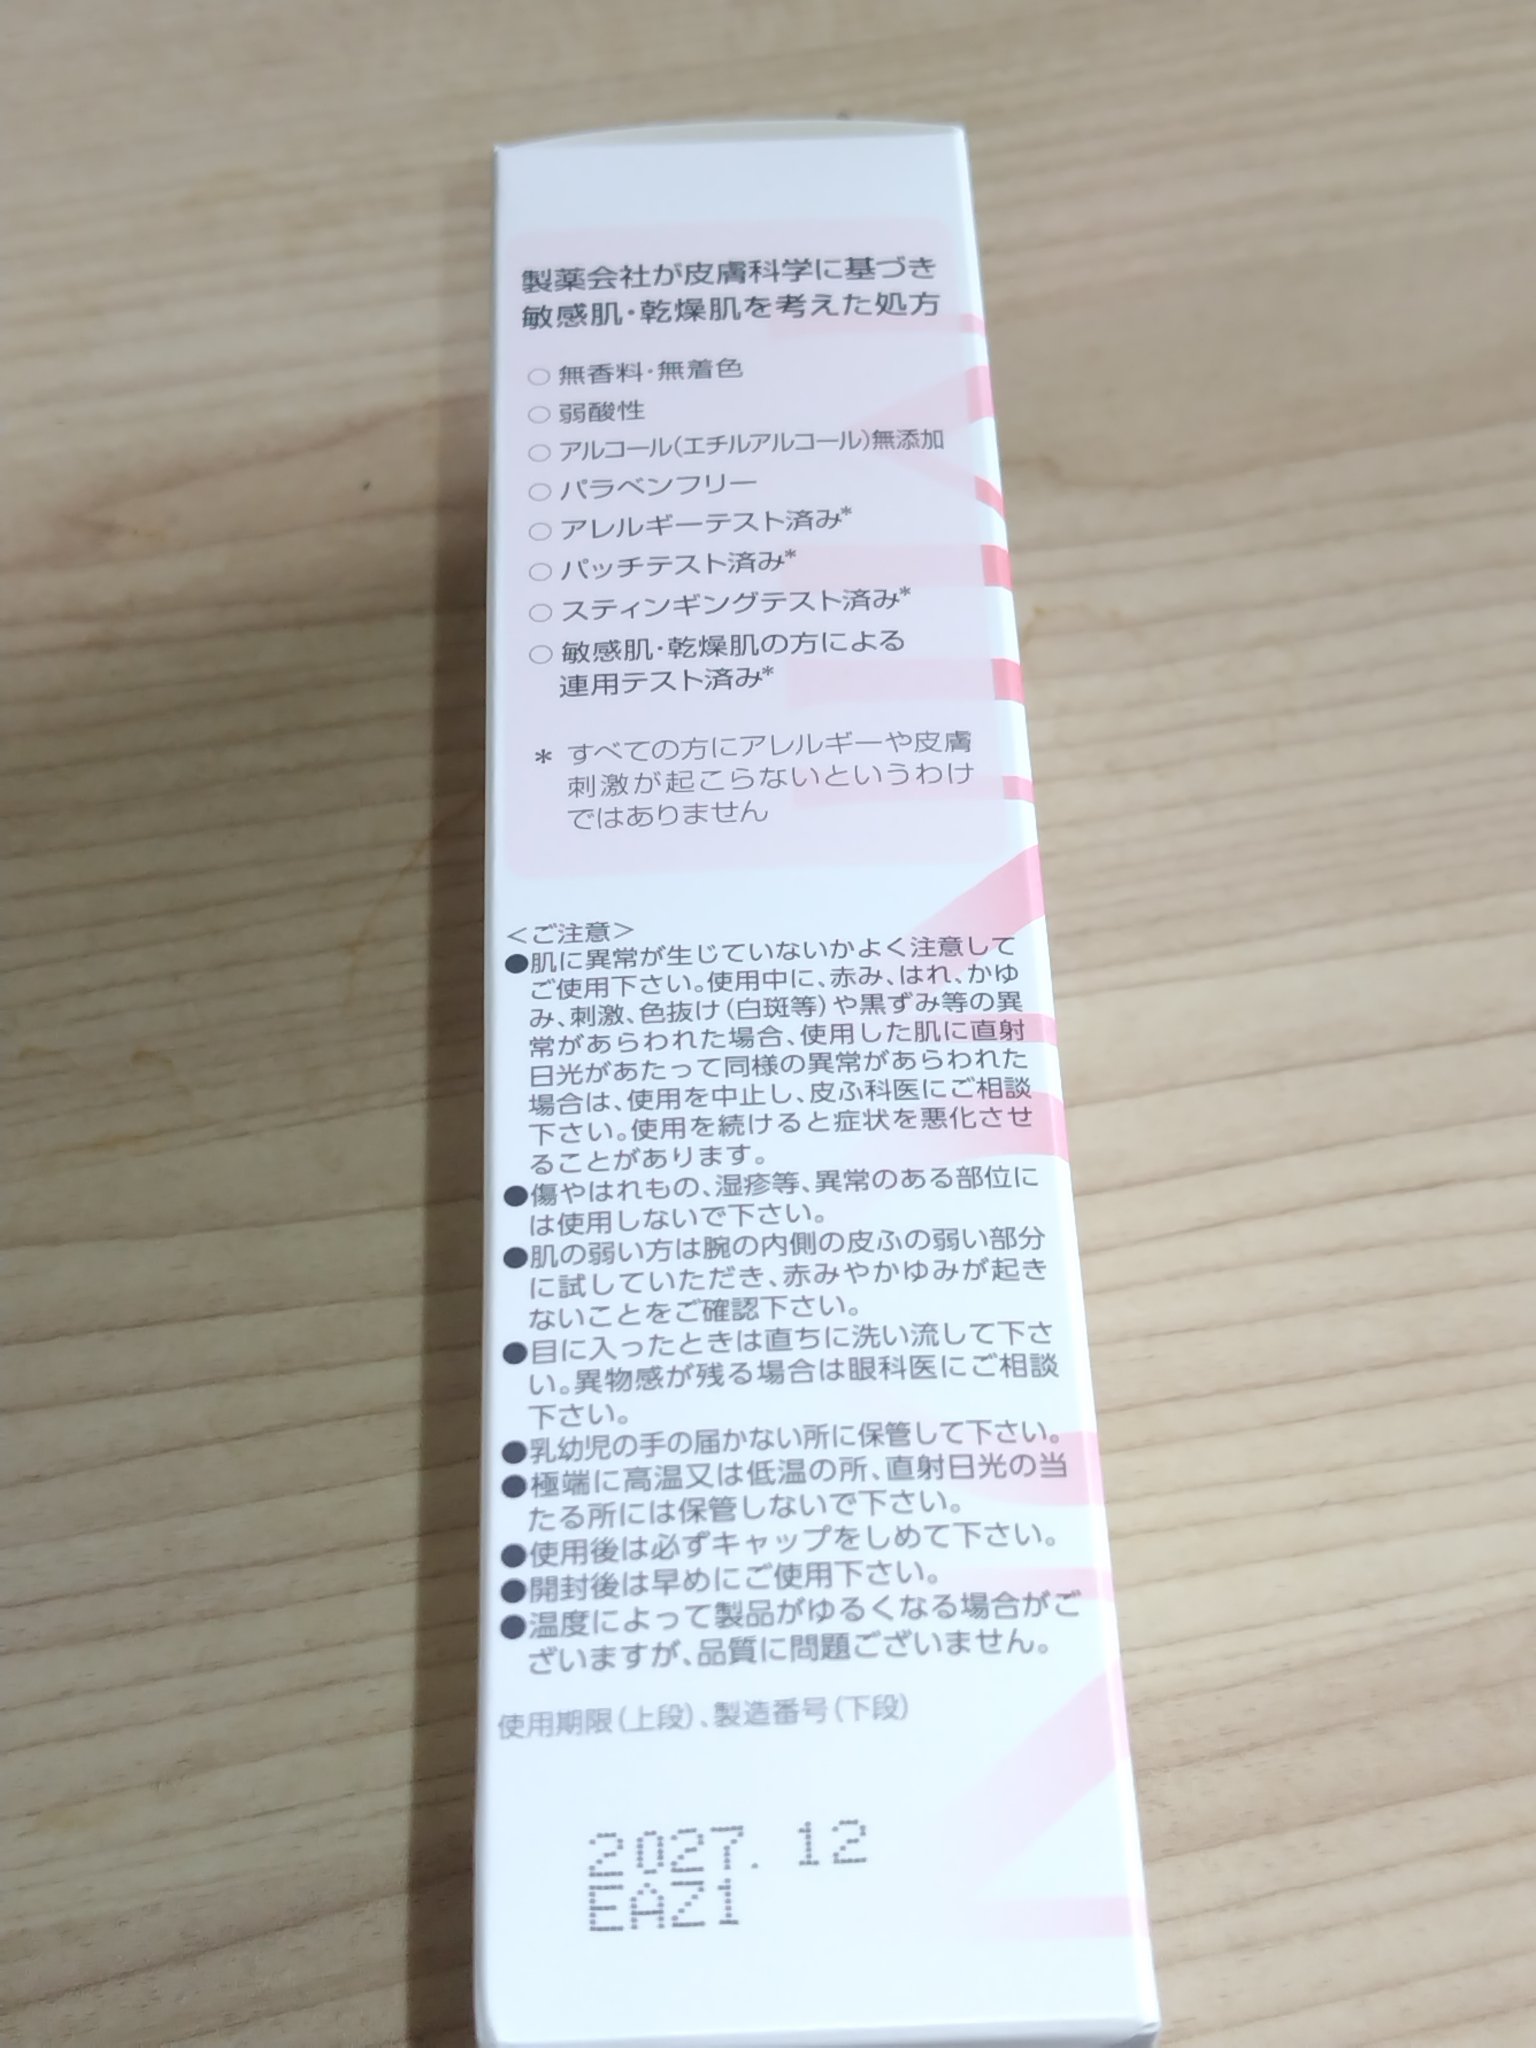 製薬会社が皮膚科学に基づき
敏感肌・乾燥肌を考えた処方
○ 無香料・無着色
○ 弱酸性
○ アルコール(エチルアルコール)無添加
○ パラベンフリー
○ アレルギーテスト済み*
○ パッチテスト済み*
○ スティンギングテスト済み*
○ 敏感肌・乾燥肌の方による
連用テスト済み*
* すべての方にアレルギーや皮膚
刺激が起こらないというわけ
ではありません
<ご注意>
●肌に異常が生じていないかよく注意して
ご使用下さい。使用中に、赤み、はれ、かゆ
み、刺激、色抜け(白斑等)や黒ずみ等の異
常があらわれた場合、使用した肌に直射
日光があたって同様の異常があらわれた
場合は、使用を中止し、皮ふ科医にご相談
下さい。使用を続けると症状を悪化させ
ることがあります。
●傷やはれもの、湿疹等、異常のある部位に
は使用しないで下さい。
●肌の弱い方は腕の内側の皮ふの弱い部分
に試していただき、赤みやかゆみが起き
ないことをご確認下さい。
●目に入ったときは直ちに洗い流して下さ
い。異物感が残る場合は眼科医にご相談
下さい。
●乳幼児の手の届かない所に保管して下さい。
●極端に高温又は低温の所、直射日光の当
たる所には保管しないで下さい。
●使用後は必ずキャップをしめて下さい。
●開封後は早めにご使用下さい。
●温度によって製品がゆるくなる場合がご
ざいますが、品質に問題ございません。
使用期限(上段)、製造番号(下段)
2027.12
EAZ1